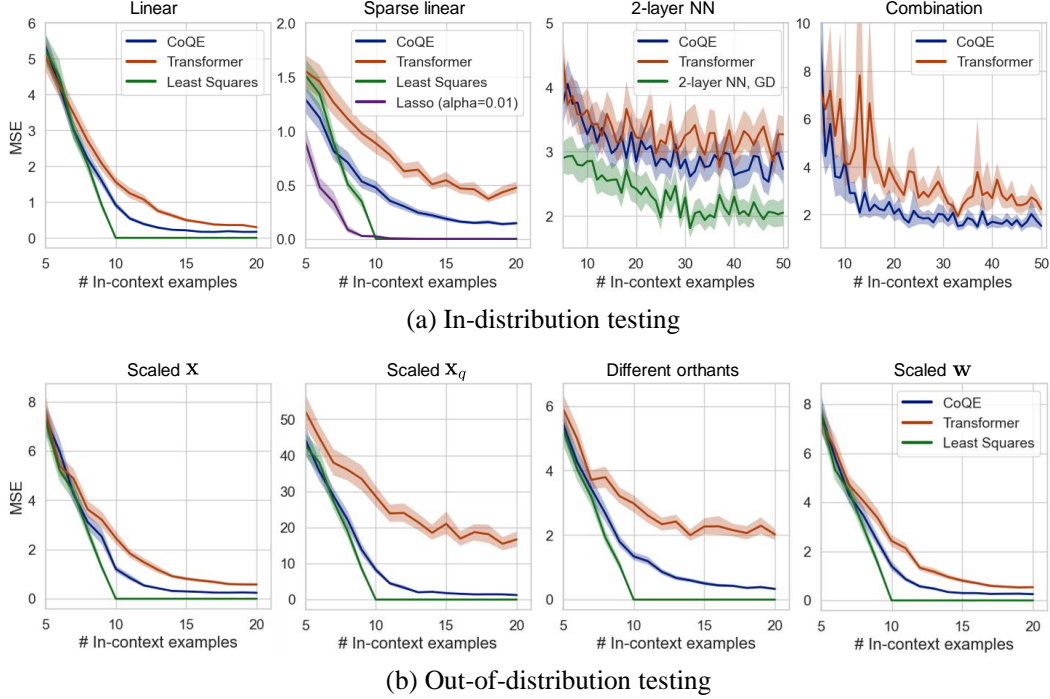 Linear
Sparse linear
2-layer NN
Combination
MSE
6
5
4
3
2
1
0
CoQE
Transformer
Least Squares
5
10
15
20
# In-context examples
2.0
1.5
1.0
0.5
0.0
CoQE
Transformer
Least Squares
Lasso (alpha=0.01)
5
10
15
20
# In-context examples
5
4
3
2
CoQE
Transformer
2-layer NN, GD
10
20
30
40
50
# In-context examples
10
8
6
4
2
CoQE
Transformer
10
20
30
40
50
# In-context examples
(a) In-distribution testing
Scaled x
Scaled x_q
Different orthants
Scaled w
MSE
8
6
4
2
0
5
10
15
20
# In-context examples
50
40
30
20
10
0
5
10
15
20
# In-context examples
6
4
2
0
5
10
15
20
# In-context examples
8
6
4
2
0
CoQE
Transformer
Least Squares
5
10
15
20
# In-context examples
(b) Out-of-distribution testing